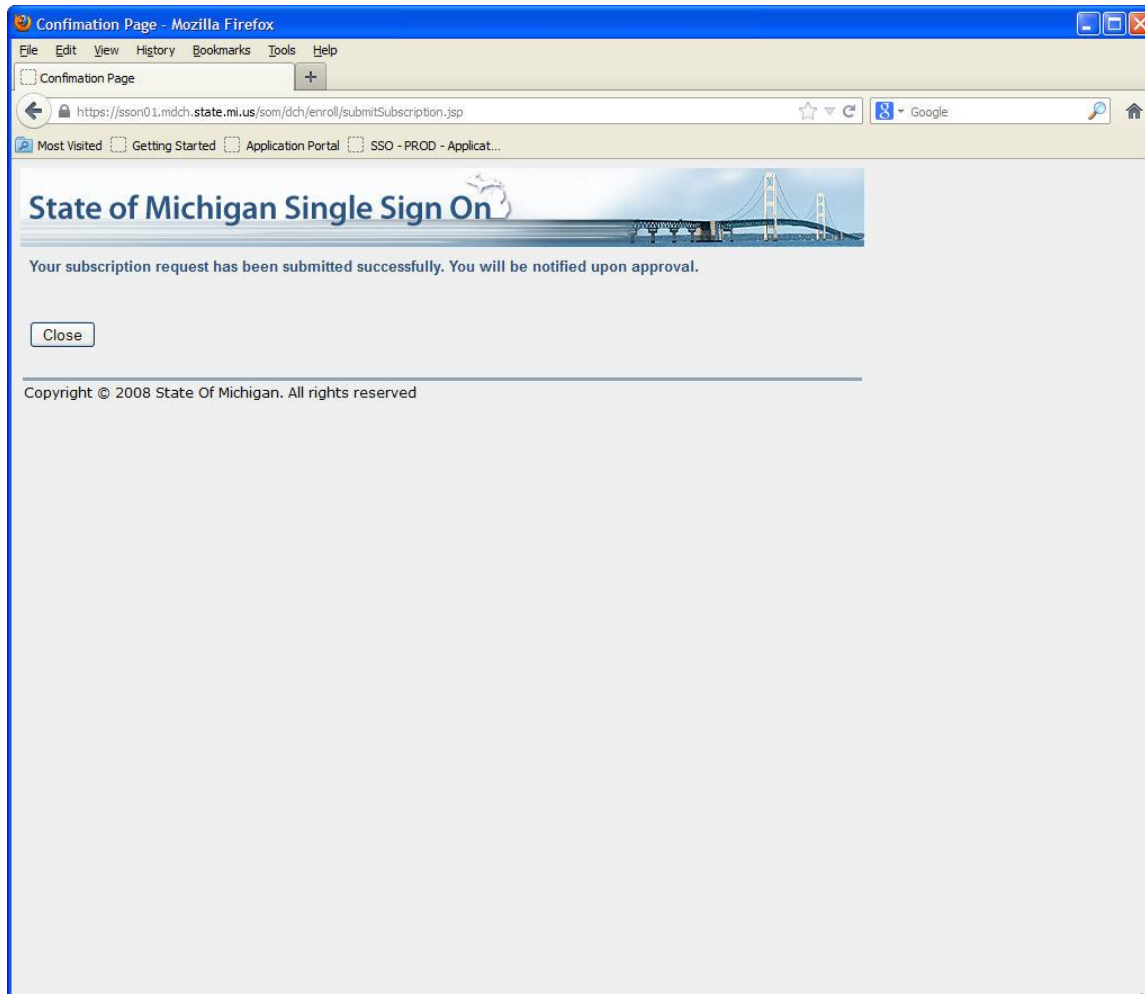 Confimation Page - Mozilla Firefox
File Edit View History Bookmarks Tools Help
Confimation Page +
https://sson01.mdch.state.mi.us/som/dch/enroll/submitSubscription.jsp 8 Google
Most Visited Getting Started Application Portal SSO - PROD - Applicat...
State of Michigan Single Sign On
Your subscription request has been submitted successfully. You will be notified upon approval.
Close
Copyright © 2008 State Of Michigan. All rights reserved